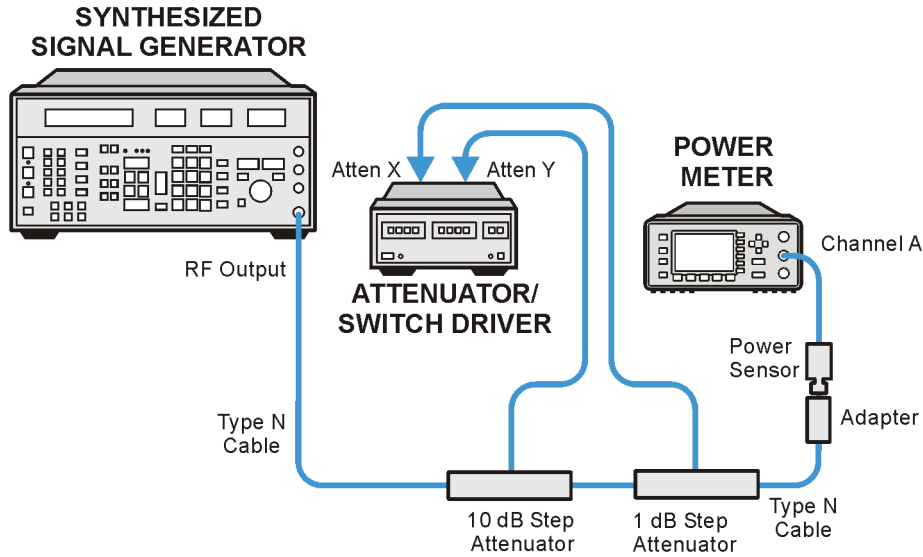 SYNTHESIZED
SIGNAL GENERATOR
Atten X
Atten Y
POWER
METER
Channel A
RF Output
ATTENUATOR/
SWITCH DRIVER
Power
Sensor
Adapter
Type N
Cable
10 dB Step
Attenuator
1 dB Step
Attenuator
Type N
Cable